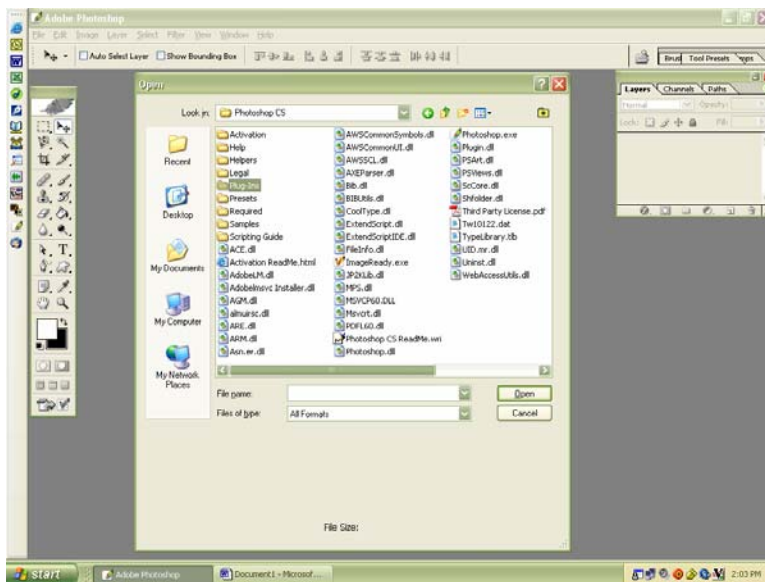 Adobe Photoshop
File Edit Image Layer Select Filter View Window Help
Auto Select Layer Show Bounding Box
Tool Presets
Open
Look in: Photoshop CS
Recent
Desktop
My Documents
My Computer
My Network Places
Activation
Help
Helpers
Legal
Plug-Ins
Presets
Required
Samples
Scripting Guide
ACE.dll
Activation ReadMe.html
AdobeLM.dll
Adobelmsvc Installer.dll
AGM.dll
almuirsc.dll
ARE.dll
ARM.dll
Asn.er.dll
AWSCommonSymbols.dll
AWSCommonUI.dll
AWSSCL.dll
AXEParser.dll
Bib.dll
BIBUtils.dll
CoolType.dll
ExtendScript.dll
ExtendScriptIDE.dll
FileInfo.dll
ImageReady.exe
JP2KLib.dll
MPS.dll
MSVCP60.DLL
Msvcrt.dll
PDFL60.dll
Photoshop CS ReadMe.wri
Photoshop.dll
Photoshop.exe
Plugin.dll
PSArt.dll
PSViews.dll
ScCore.dll
Shfolder.dll
Third Party License.pdf
Tw10122.dat
TypeLibrary.tlb
UID.mr.dll
Uninst.dll
WebAccessUtils.dll
File name:
Open
Files of type: All Formats
Cancel
File Size:
Layers Channels Paths
Normal Opacity:
Lock: Fill:
start Adobe Photoshop Document1 - Microsof... 2:03 PM